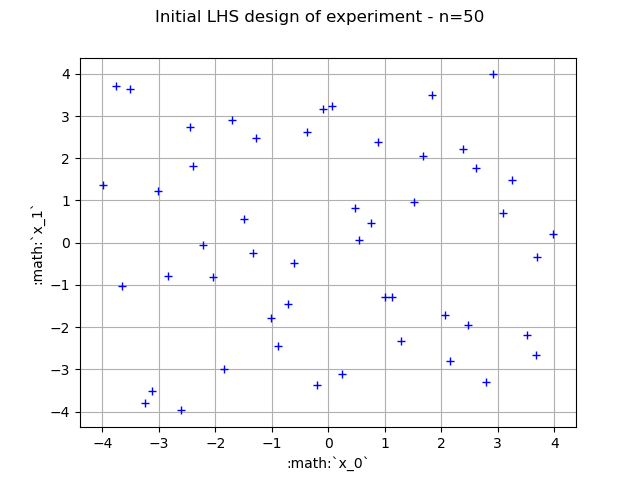 Initial LHS design of experiment - n=50
4
3
2
1
0
−1
−2
−3
−4
:math:`x_1`
−4 −3 −2 −1 0 1 2 3 4
:math:`x_0`